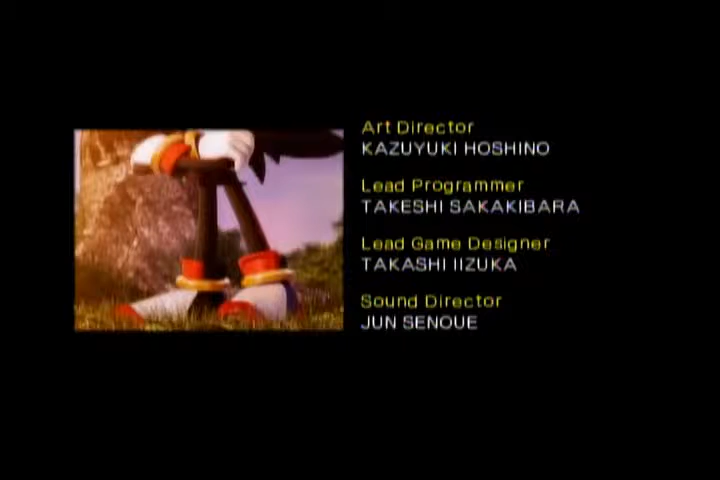 Art Director
KAZUYUKI HOSHINO
Lead Programmer
TAKESHI SAKAKIBARA
Lead Game Designer
TAKASHI IIZUKA
Sound Director
JUN SENOUE